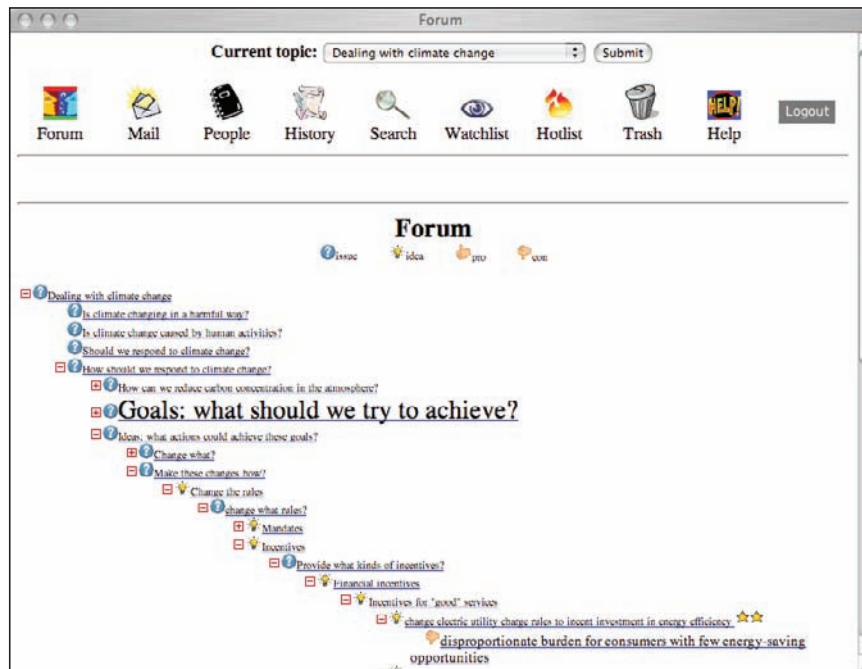 Forum
Current topic: Dealing with climate change Submit
HELP!
Forum Mail People History Search Watchlist Hotlist Trash Help Logout
Forum
issue idea pro con
Dealing with climate change
Is climate changing in a harmful way?
Is climate change caused by human activities?
Should we respond to climate change?
How should we respond to climate change?
How can we reduce carbon concentration in the atmosphere?
Goals: what should we try to achieve?
Ideas: what actions could achieve these goals?
Change what?
Make these changes how?
Change the rules
change what rules?
Mandates
Incentives
Provide what kinds of incentives?
Financial incentives
Incentives for "good" services
change electric utility charge rules to incent investment in energy efficiency
disproportionate burden for consumers with few energy-saving
opportunities